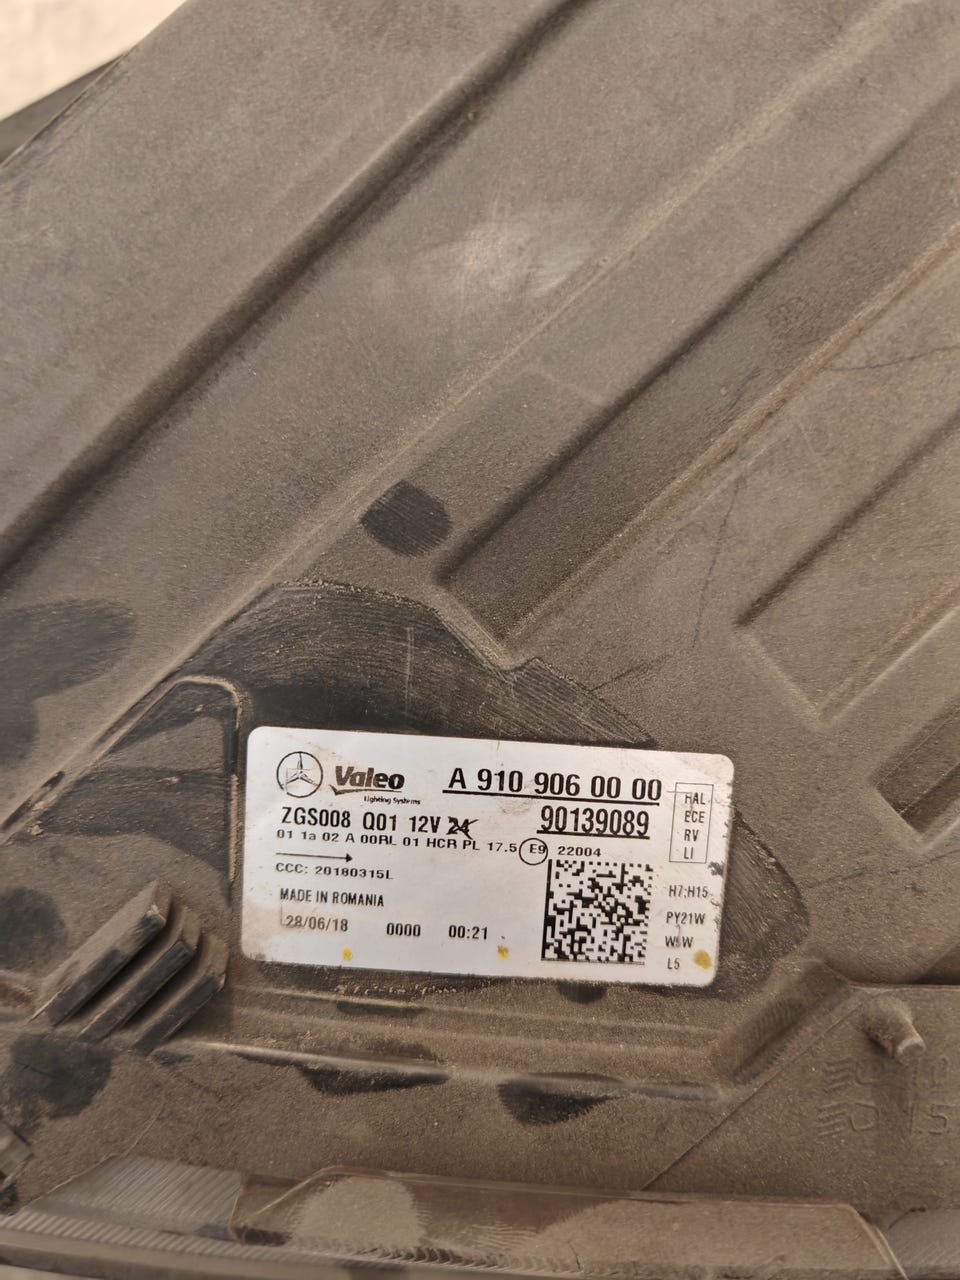 Valeo
Lighting Systems
A 910 906 00 00
ZGS008 Q01 12V 24
90139089
01 1a 02 A 00RL 01 HCR PL 17.5 E9 22004
CCC: 20180315L
MADE IN ROMANIA
28/06/18 0000 00:21
HAL
ECE
RV
LI
H7;H15
PY21W
W5W
L5